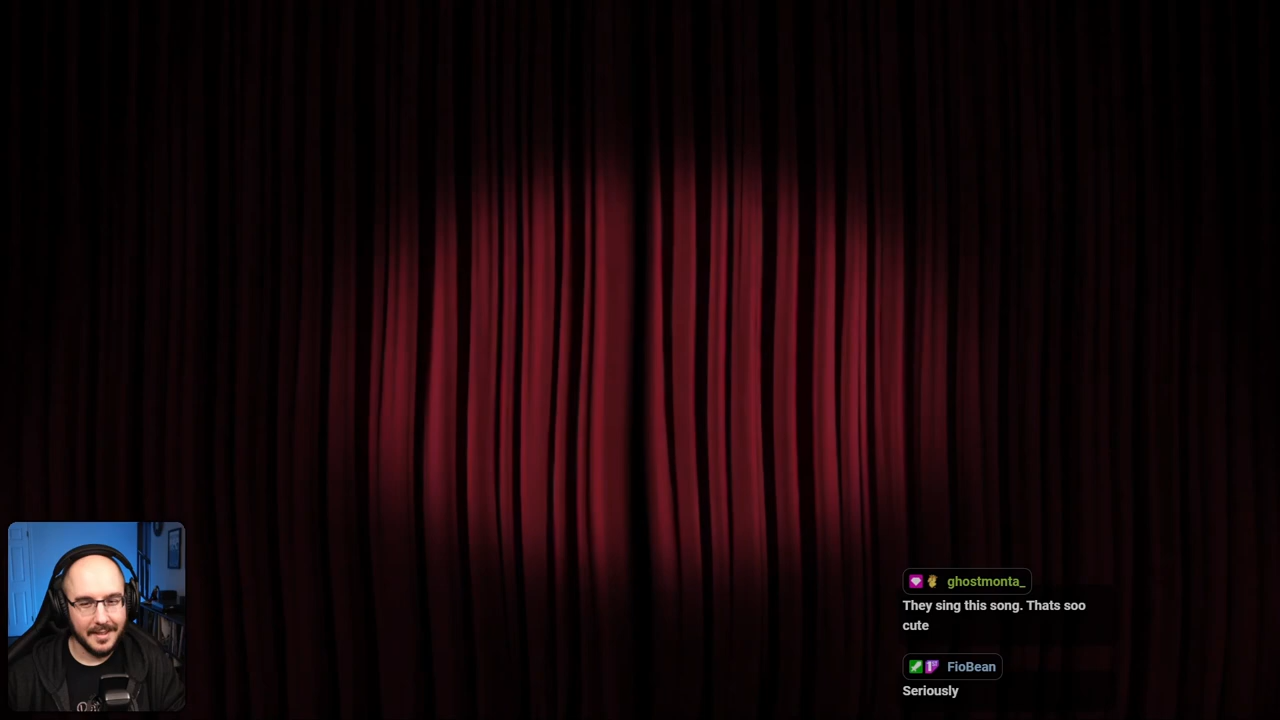 ghostmonta_
They sing this song. Thats soo
cute
FioBean
Seriously